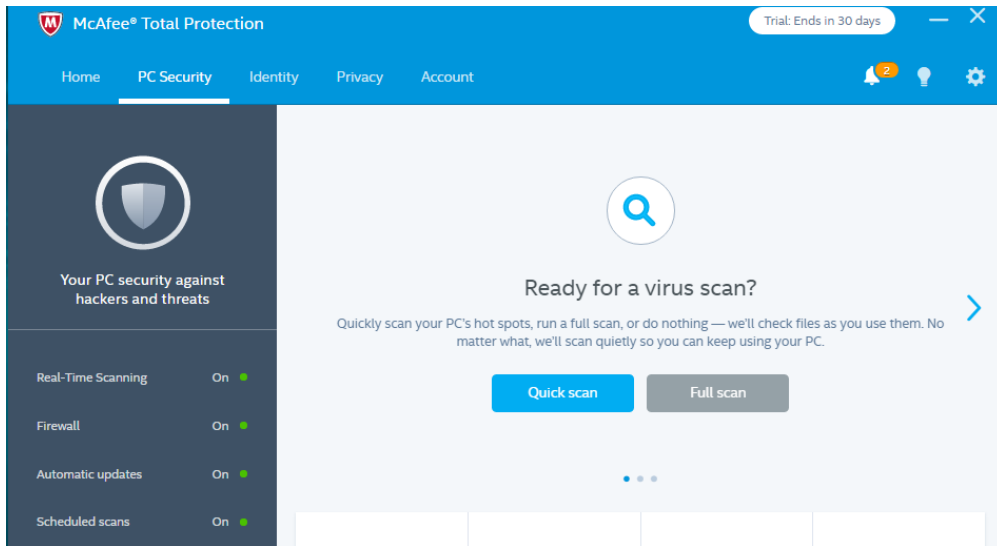 McAfee® Total Protection
Trial: Ends in 30 days
Home PC Security Identity Privacy Account
2
Your PC security against
hackers and threats
Ready for a virus scan?
Quickly scan your PC's hot spots, run a full scan, or do nothing — we'll check files as you use them. No
matter what, we'll scan quietly so you can keep using your PC.
Quick scan Full scan
Real-Time Scanning On
Firewall On
Automatic updates On
Scheduled scans On